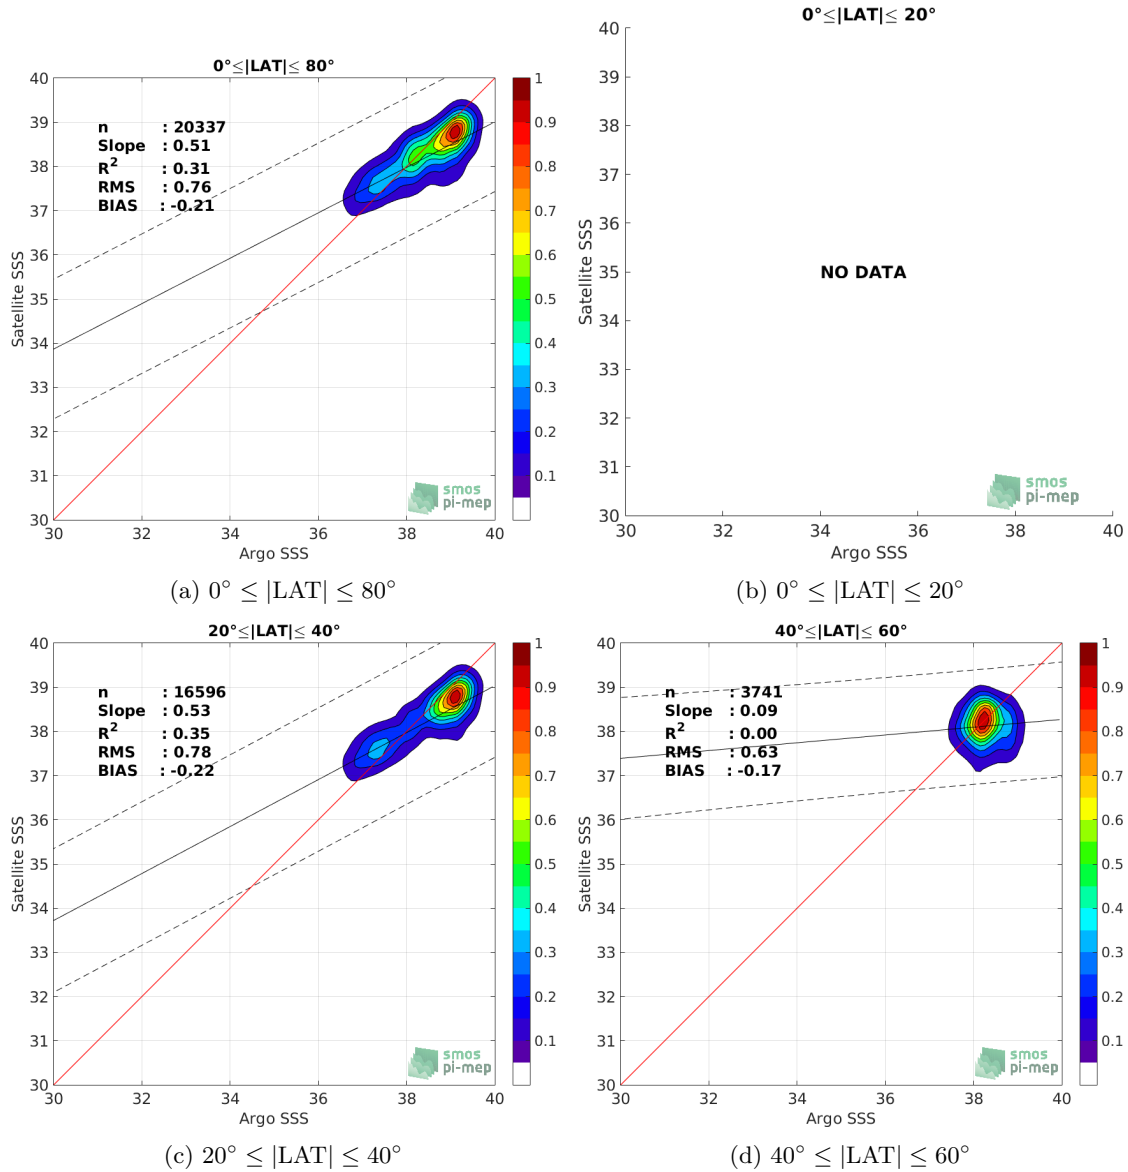 0°≤|LAT|≤ 80°
40
39
38
37
36
35
34
33
32
31
30
Satellite SSS
n : 20337
Slope : 0.51
R2 : 0.31
RMS : 0.76
BIAS : -0.21
smos
pi-mep
30 32 34 36 38 40
Argo SSS
1
0.9
0.8
0.7
0.6
0.5
0.4
0.3
0.2
0.1
(a) 0° ≤ |LAT| ≤ 80°
0°≤|LAT|≤ 20°
40
39
38
37
36
35
34
33
32
31
30
Satellite SSS
NO DATA
smos
pi-mep
30 32 34 36 38 40
Argo SSS
(b) 0° ≤ |LAT| ≤ 20°
20°≤|LAT|≤ 40°
40
39
38
37
36
35
34
33
32
31
30
Satellite SSS
n : 16596
Slope : 0.53
R2 : 0.35
RMS : 0.78
BIAS : -0.22
smos
pi-mep
30 32 34 36 38 40
Argo SSS
1
0.9
0.8
0.7
0.6
0.5
0.4
0.3
0.2
0.1
(c) 20° ≤ |LAT| ≤ 40°
40°≤|LAT|≤ 60°
40
39
38
37
36
35
34
33
32
31
30
Satellite SSS
n : 3741
Slope : 0.09
R2 : 0.00
RMS : 0.63
BIAS : -0.17
smos
pi-mep
30 32 34 36 38 40
Argo SSS
1
0.9
0.8
0.7
0.6
0.5
0.4
0.3
0.2
0.1
(d) 40° ≤ |LAT| ≤ 60°